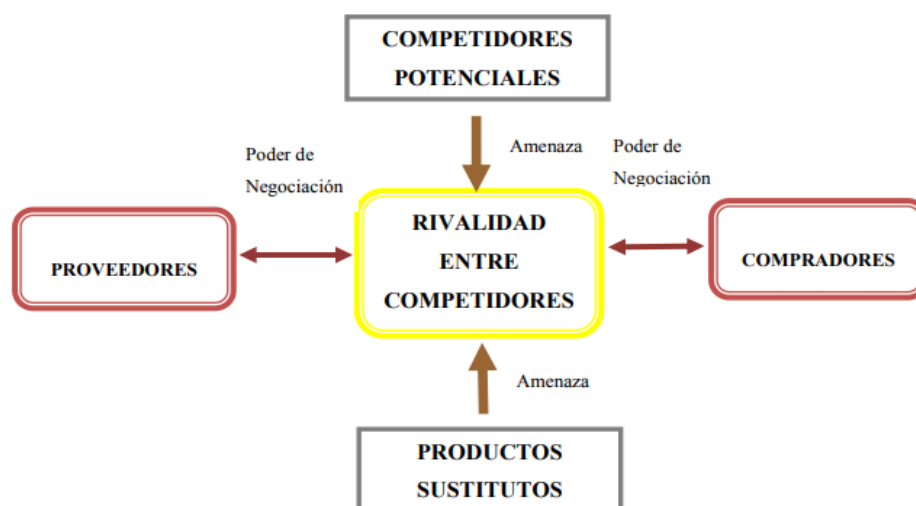 COMPETIDORES
POTENCIALES
Amenaza
Poder de
Negociación
Poder de
Negociación
PROVEEDORES
RIVALIDAD
ENTRE
COMPETIDORES
COMPRADORES
Amenaza
PRODUCTOS
SUSTITUTOS